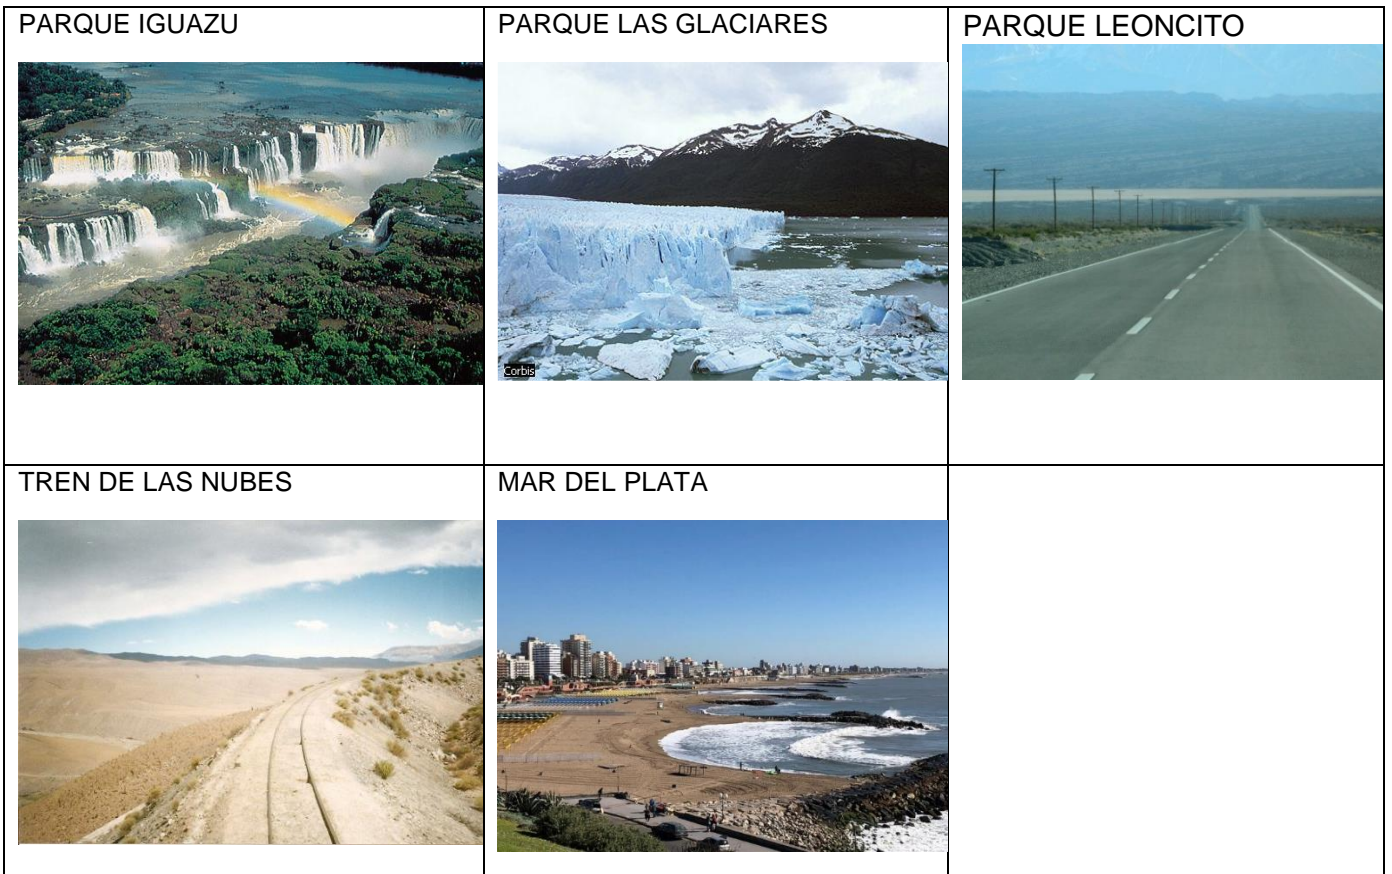 PARQUE IGUAZU
PARQUE LAS GLACIARES
PARQUE LEONCITO
Corbis
TREN DE LAS NUBES
MAR DEL PLATA